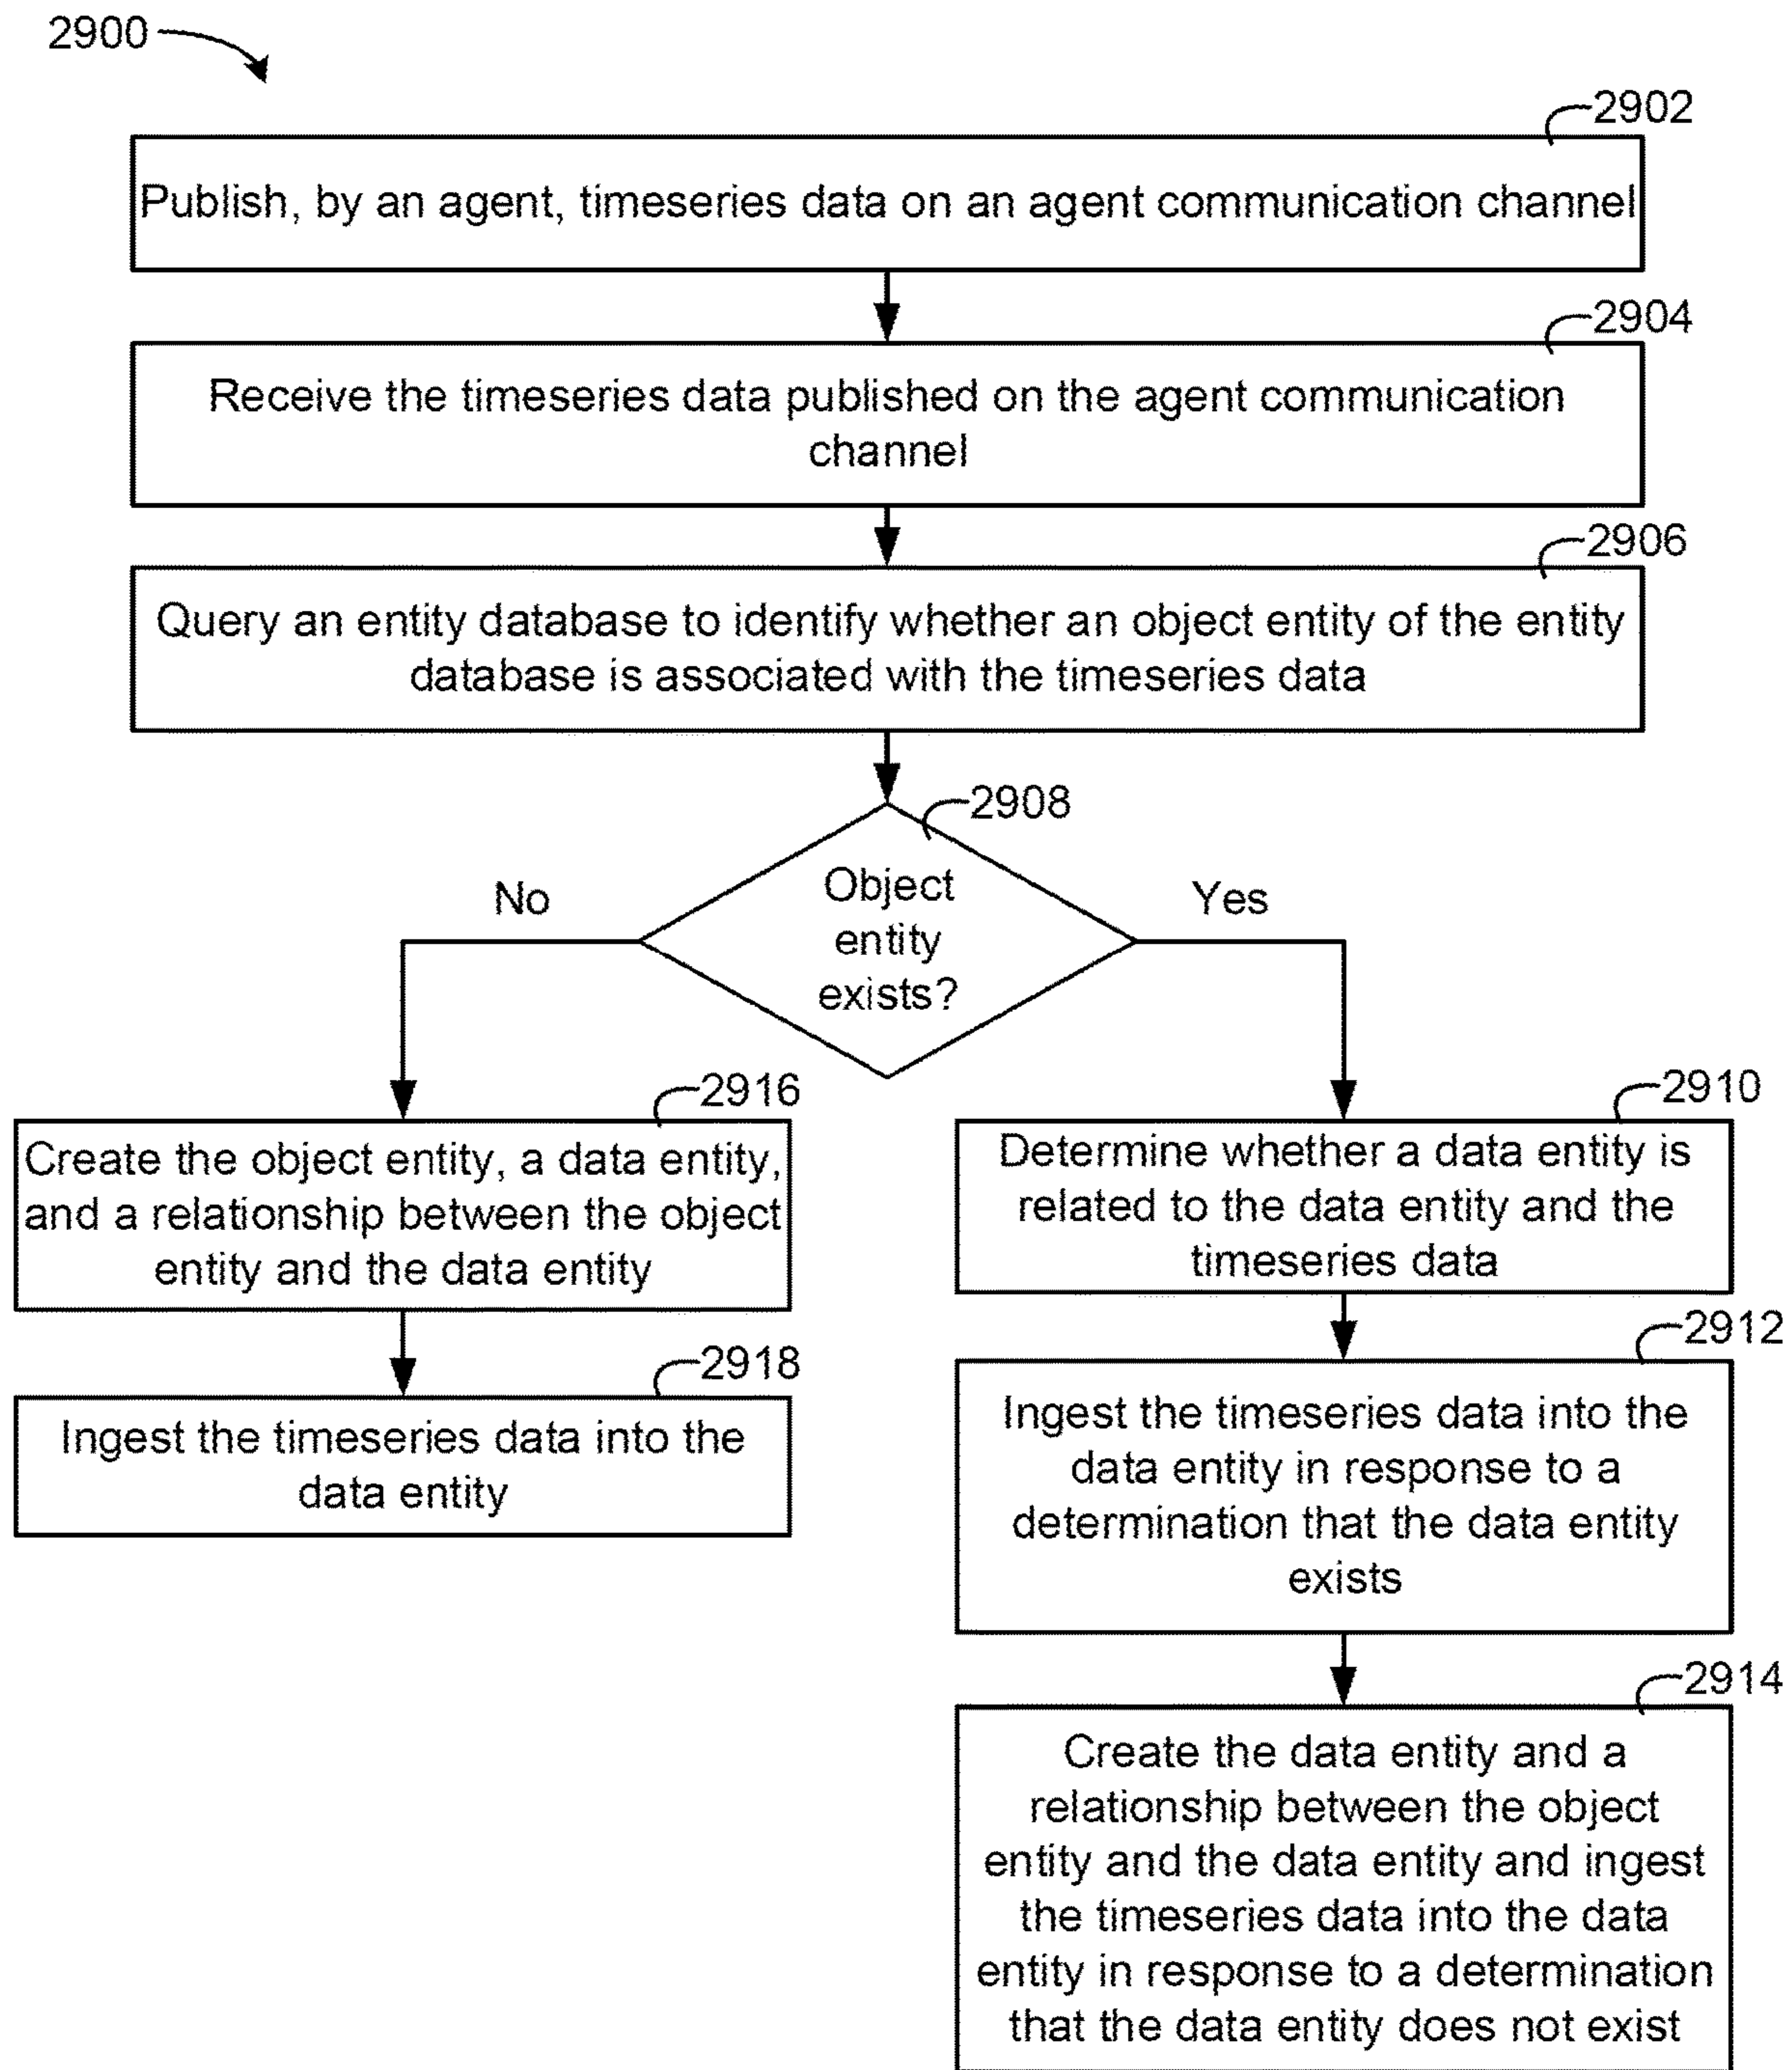 2900
2902
Publish, by an agent, timeseries data on an agent communication channel
2904
Receive the timeseries data published on the agent communication
channel
2906
Query an entity database to identify whether an object entity of the entity
database is associated with the timeseries data
2908
Object
entity
exists?
No
Yes
2916
Create the object entity, a data entity,
and a relationship between the object
entity and the data entity
2918
Ingest the timeseries data into the
data entity
2910
Determine whether a data entity is
related to the data entity and the
timeseries data
2912
Ingest the timeseries data into the
data entity in response to a
determination that the data entity
exists
2914
Create the data entity and a
relationship between the object
entity and the data entity and ingest
the timeseries data into the data
entity in response to a determination
that the data entity does not exist